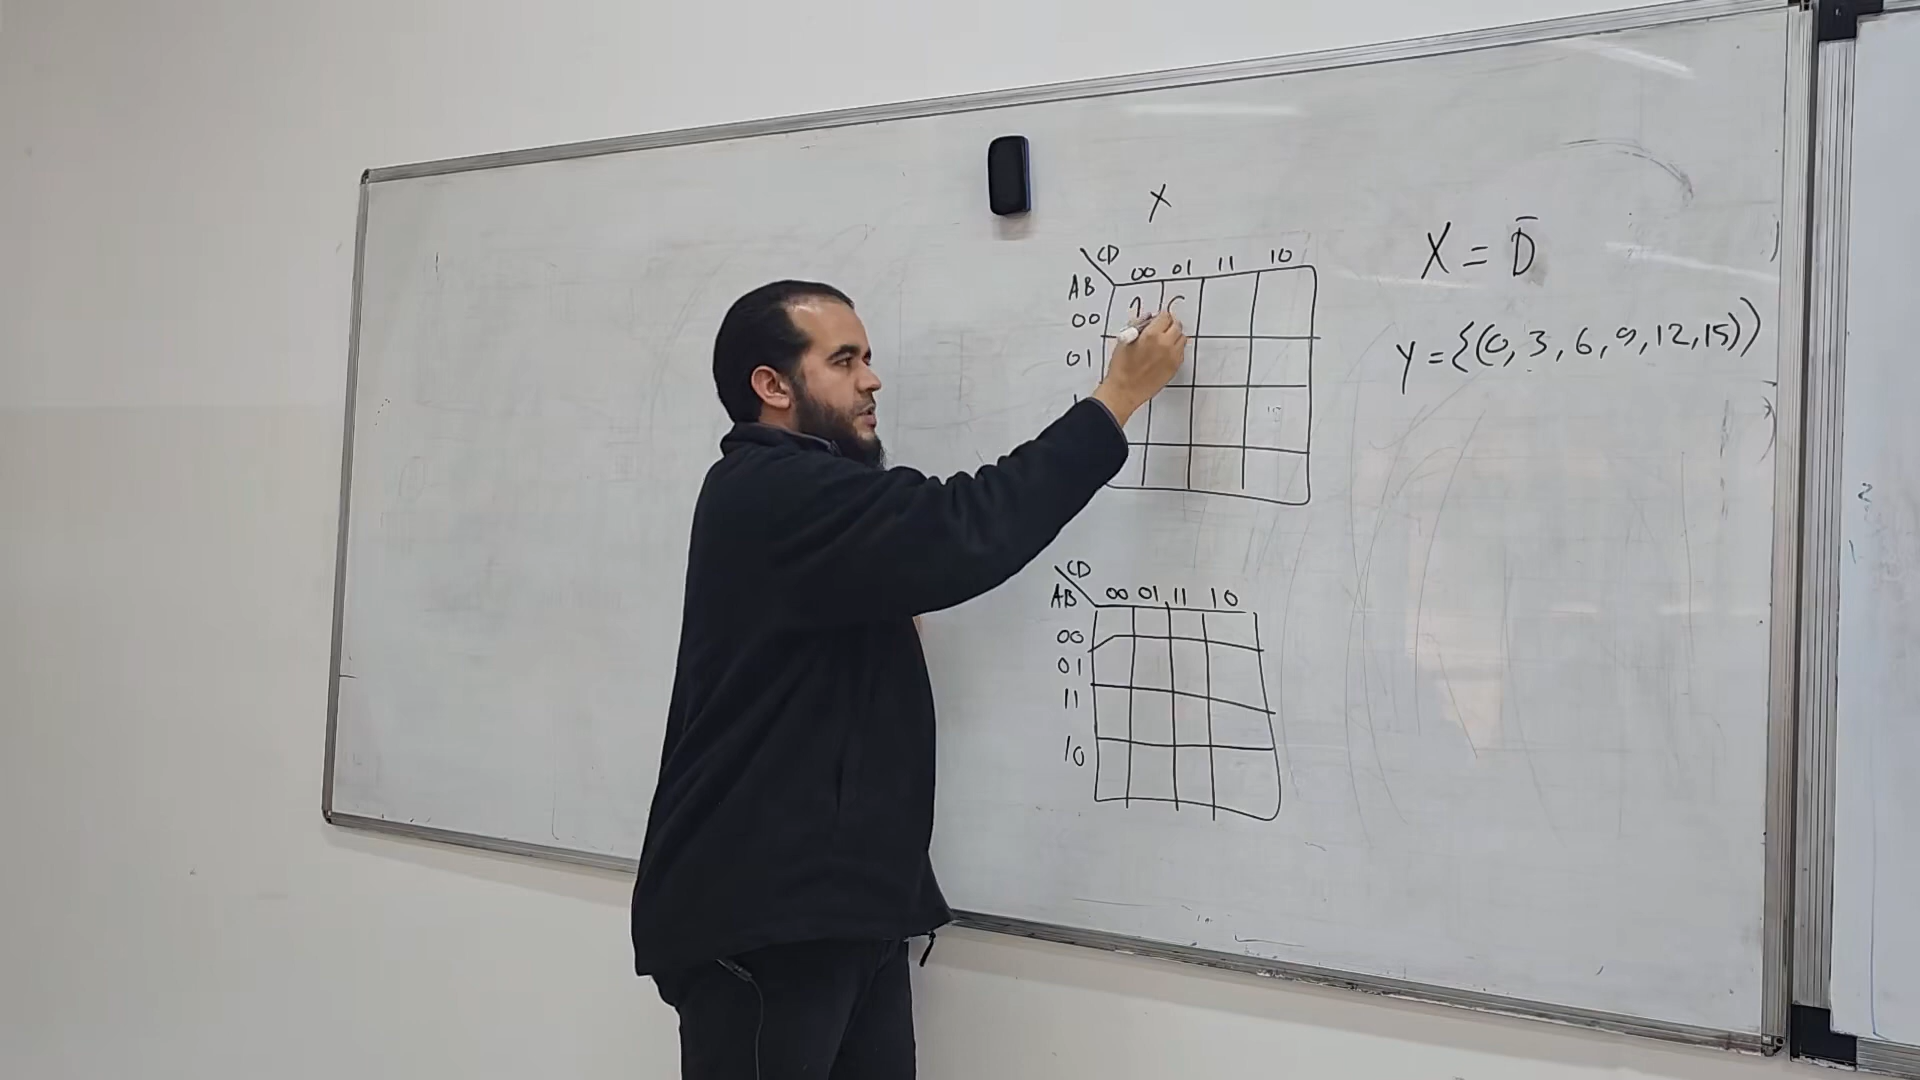 X
CD
00 01 11 10
AB
00
01
X = D̄
Y = {(0, 3, 6, 9, 12, 15))
CD
AB 00 01 11 10
00
01
11
10